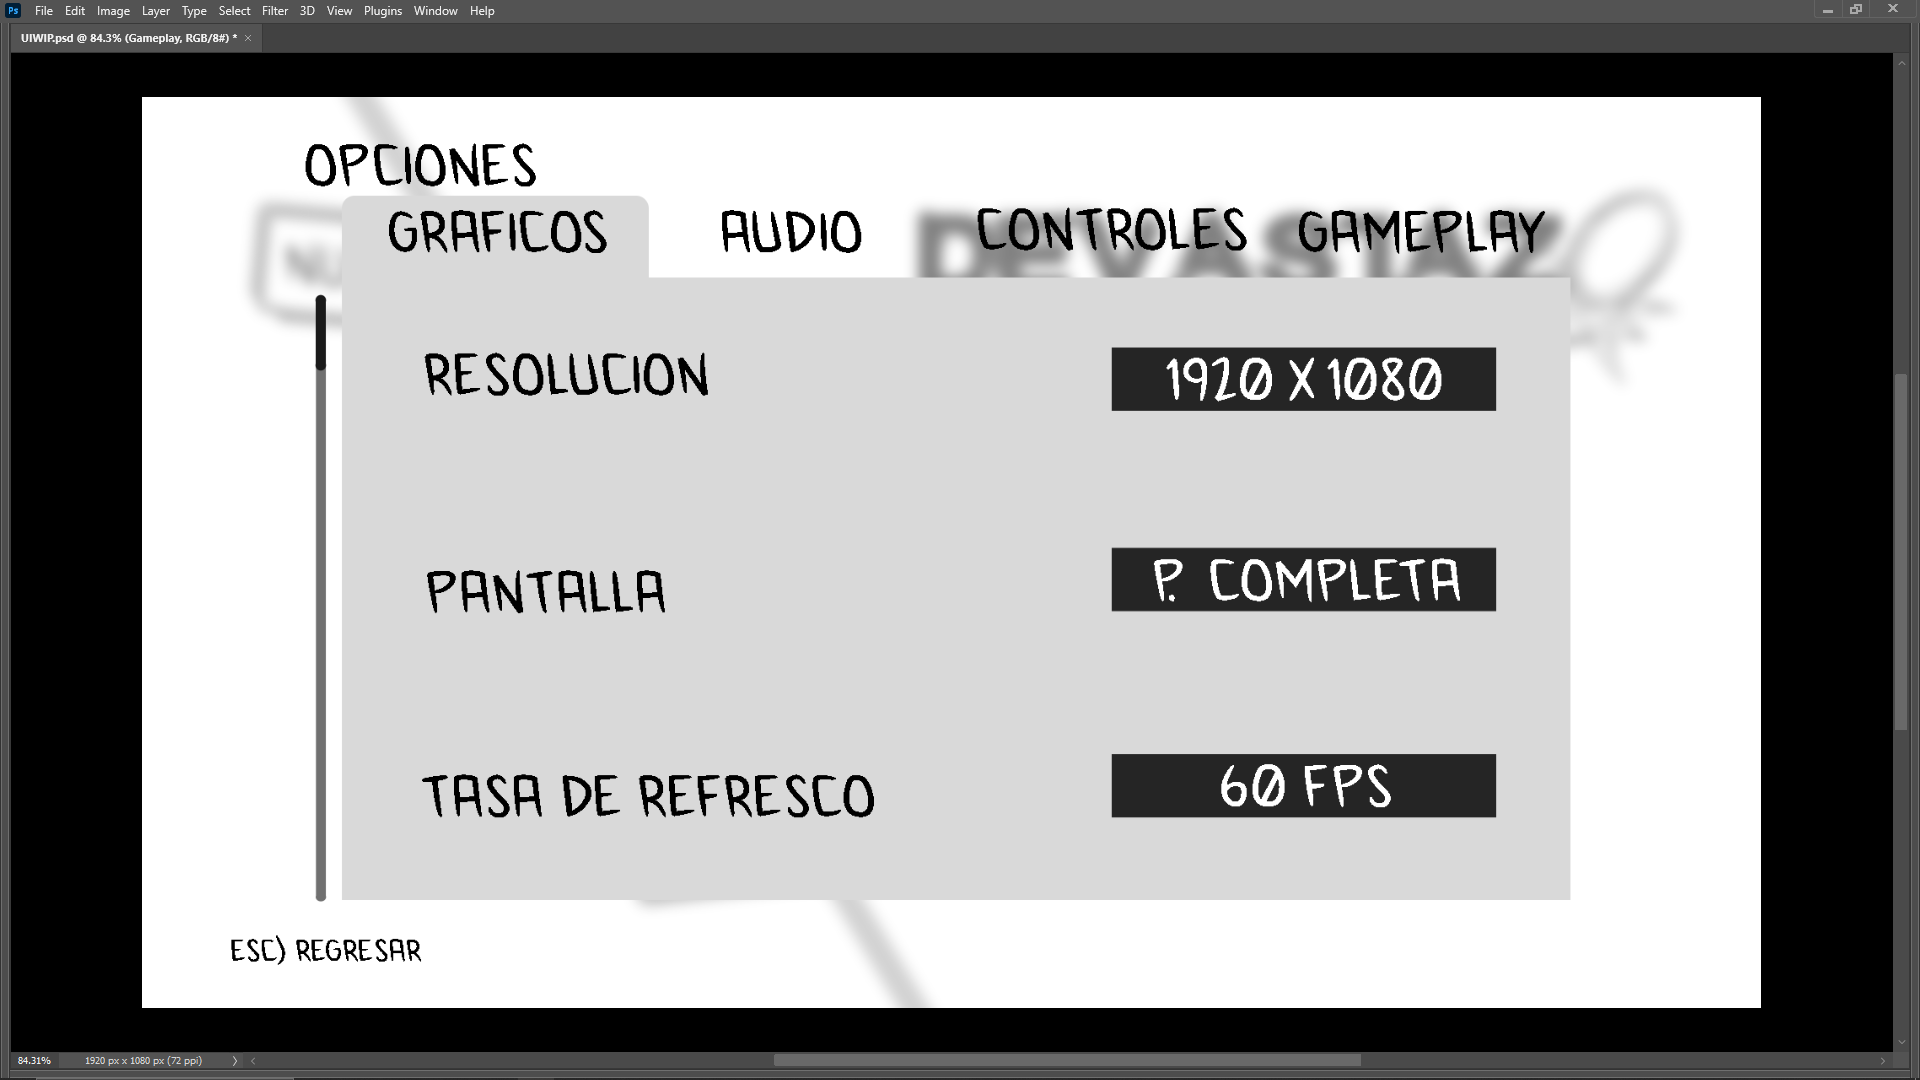 Ps File Edit Image Layer Type Select Filter 3D View Plugins Window Help
UIWIP.psd @ 84.3% (Gameplay, RGB/8#) *
OPCIONES
GRAFICOS AUDIO CONTROLES GAMEPLAY
RESOLUCION 1920 X 1080
PANTALLA P. COMPLETA
TASA DE REFRESCO 60 FPS
ESC) REGRESAR
84.31% 1920 px x 1080 px (72 ppi)